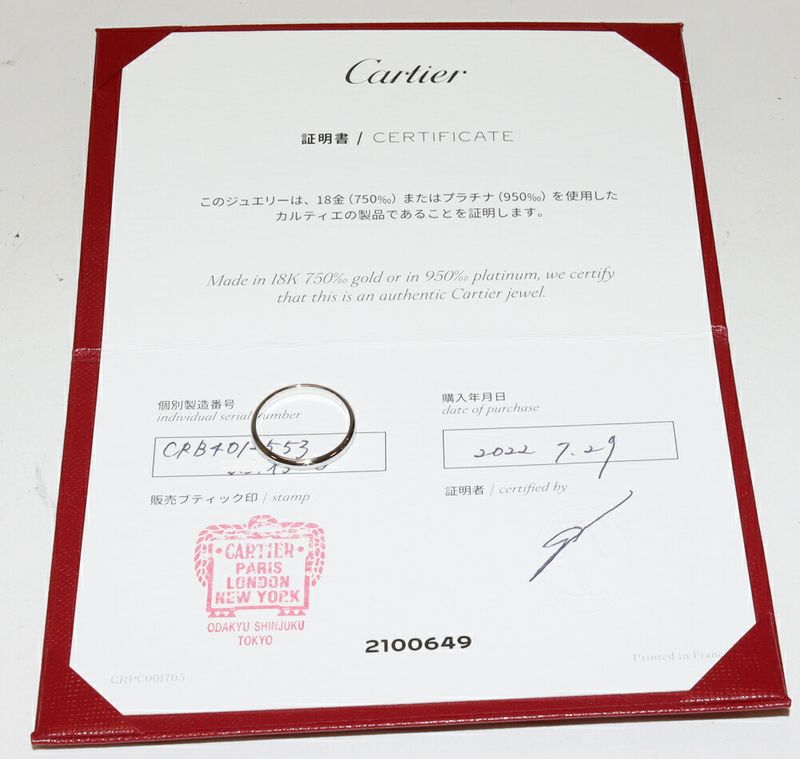 Cartier
証明書 / CERTIFICATE
このジュエリーは、18金（750‰）またはプラチナ（950‰）を使用した
カルティエの製品であることを証明します。
Made in 18K 750‰ gold or in 950‰ platinum, we certify
that this is an authentic Cartier jewel.
個別製造番号
individual serial number
CRB401-553
購入年月日
date of purchase
2022 7.29
販売ブティック印 / stamp
証明者 / certified by
CARTIER
PARIS
LONDON
NEW YORK
ODAKYU SHINJUKU
TOKYO
2100649
CRPC001705
Printed in Franc